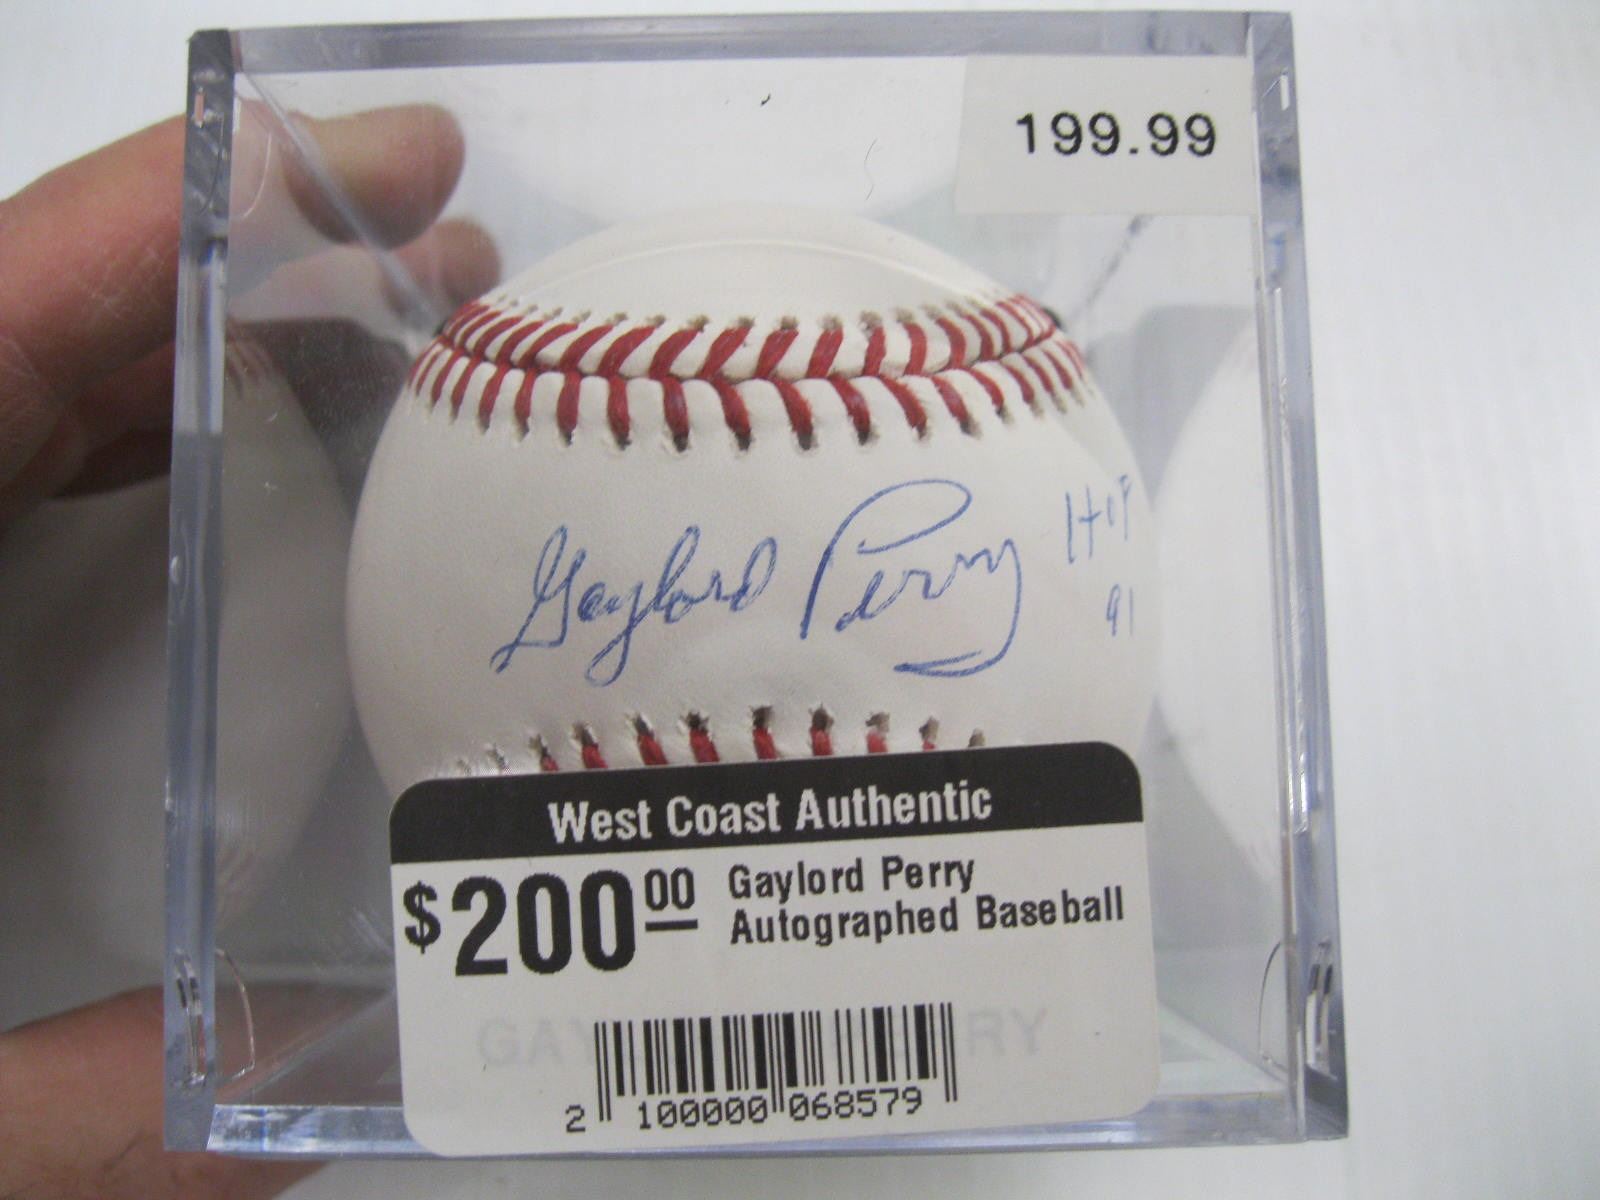 199.99
Gaylord Perry HOF
91
West Coast Authentic
$200.00 Gaylord Perry
Autographed Baseball
2 100000 068579